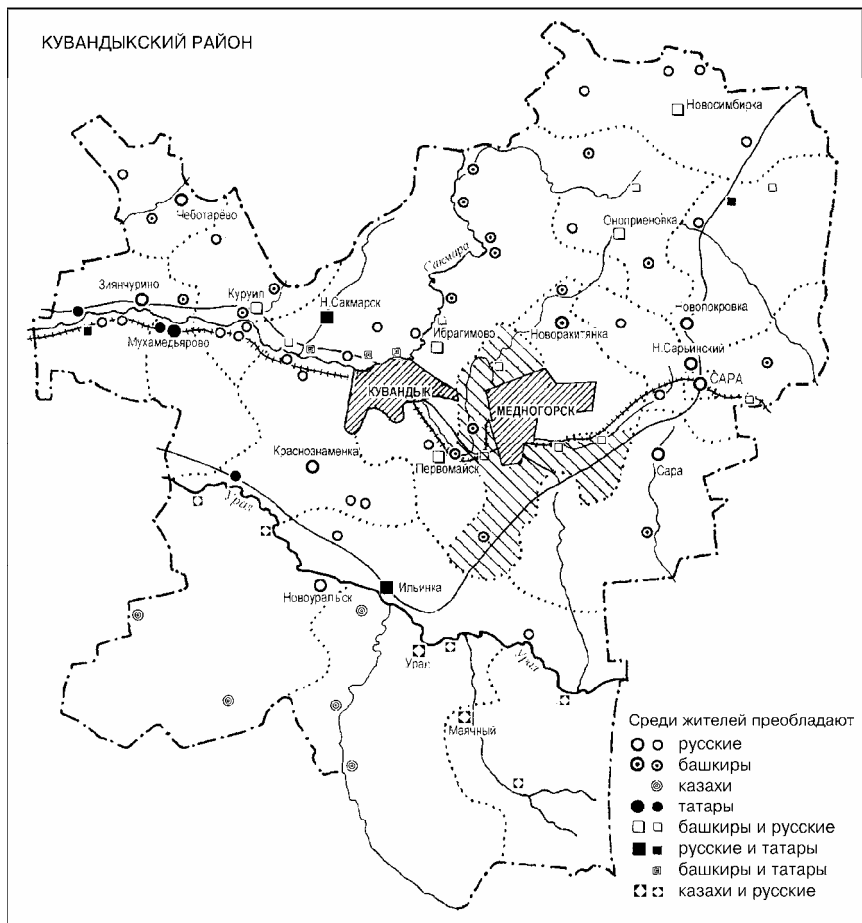 КУВАНДЫКСКИЙ РАЙОН
Новосимбирка
Чеботарёво
Оноприеновка
Сакмара
Зиянчурино
Куруил
Н.Сакмарск
Новопокровка
Ибрагимово
Новоракитянка
Мухамедьярово
Н.Сарьинский
САРА
КУВАНДЫК
МЕДНОГОРСК
Краснознаменка
Первомайск
Сара
Урал
Ильинка
Новоуральск
Урал
Урал
Маячный
Среди жителей преобладают
русские
башкиры
казахи
татары
башкиры и русские
русские и татары
башкиры и татары
казахи и русские